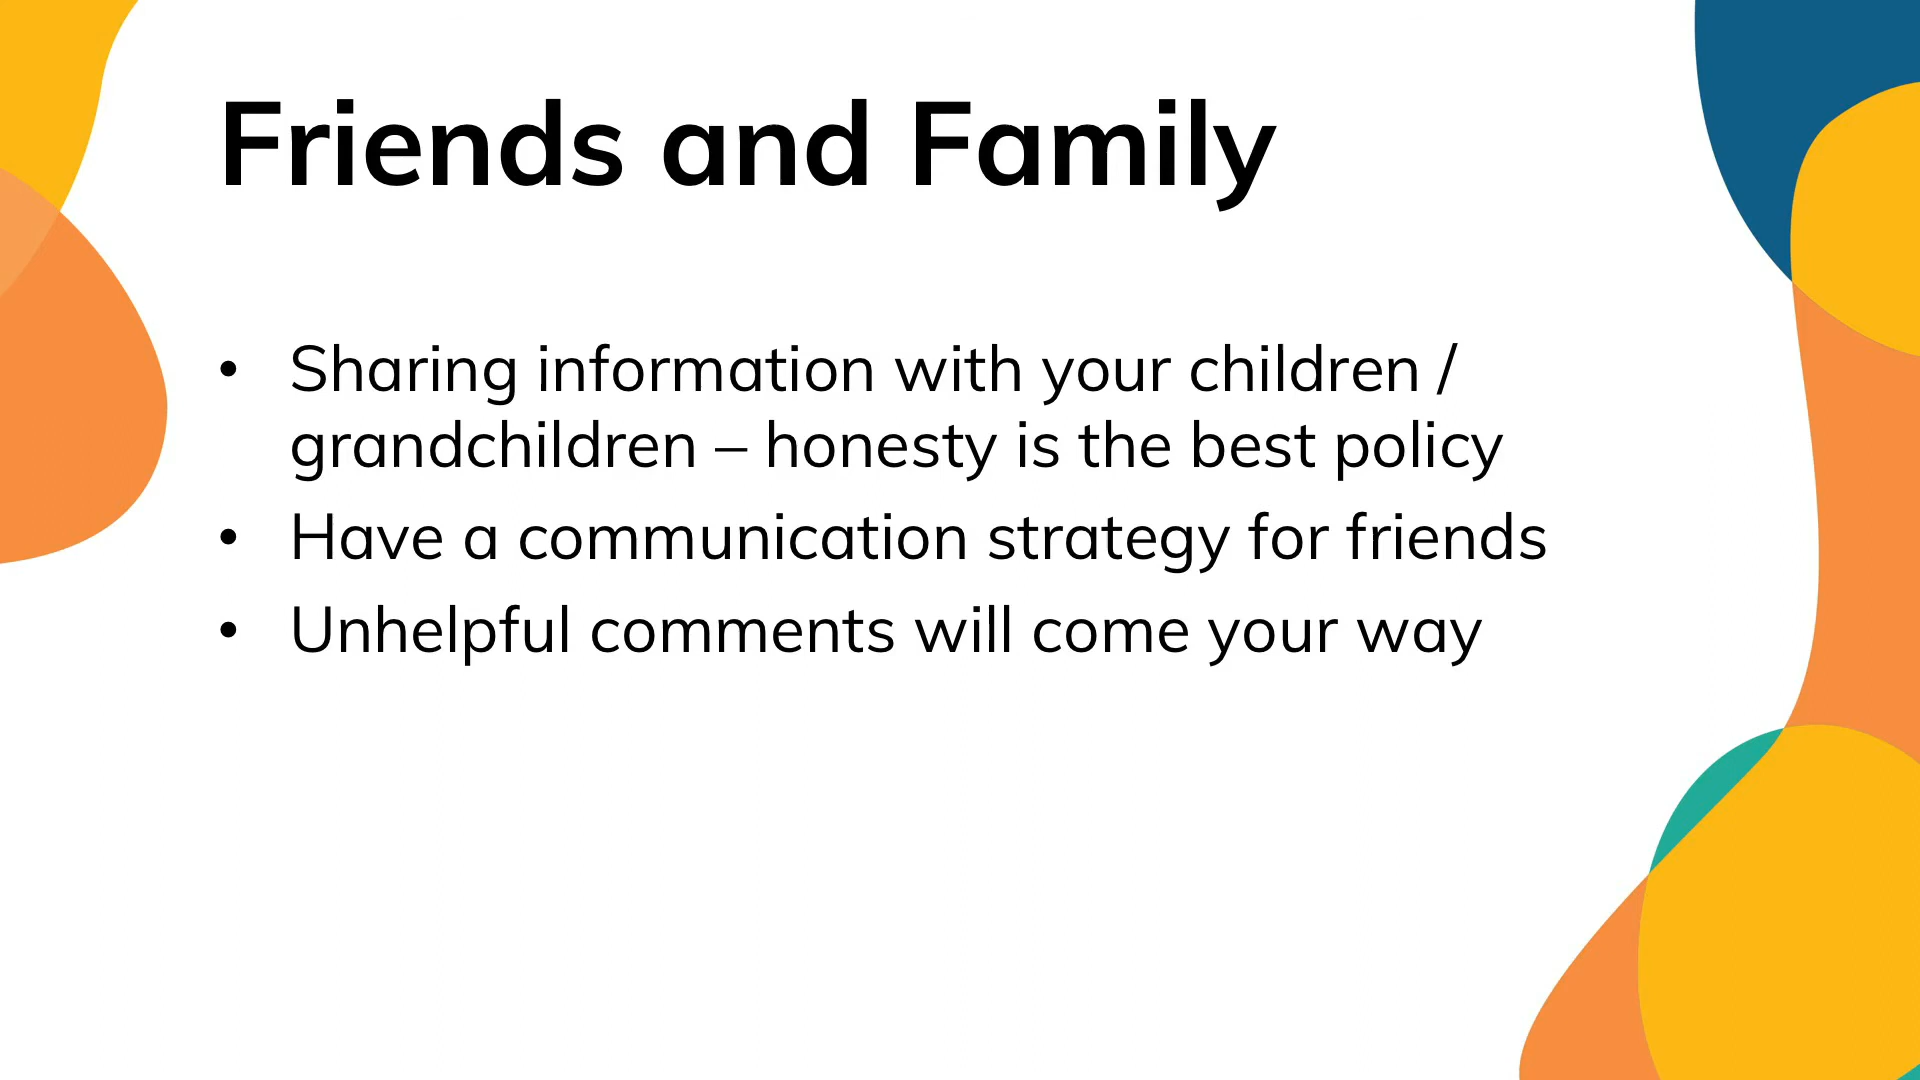 Friends and Family
• Sharing information with your children /
grandchildren – honesty is the best policy
• Have a communication strategy for friends
• Unhelpful comments will come your way